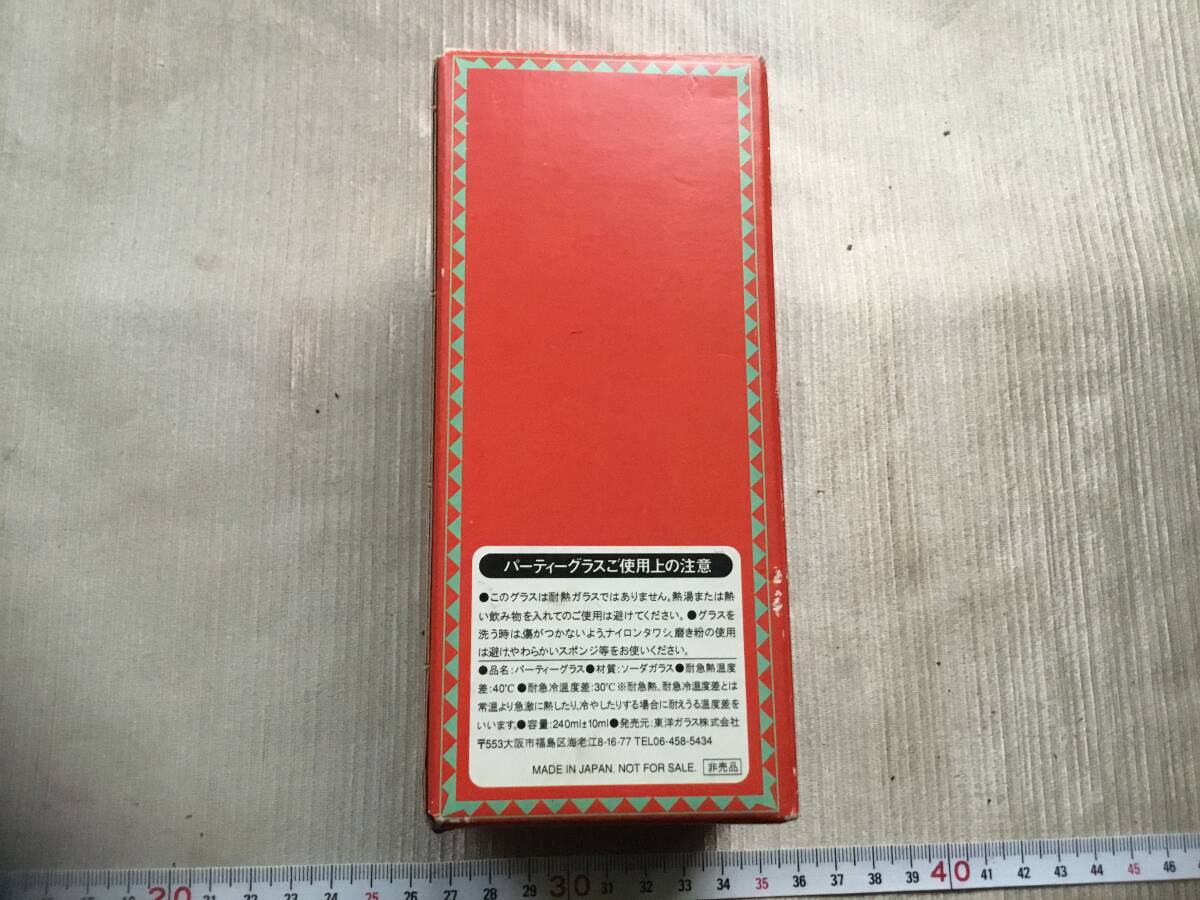 パーティーグラスご使用上の注意
●このグラスは耐熱ガラスではありません。熱湯または熱
い飲み物を入れてのご使用は避けてください。●グラスを
洗う時は、傷がつかないよう、ナイロンタワシ、磨き粉の使用
は避け、やわらかいスポンジ等をお使いください。
●品名:パーティーグラス●材質:ソーダガラス●耐急熱温度
差:40℃●耐急冷温度差:30℃※耐急熱、耐急冷温度差とは
常温より急激に熱したり、冷やしたりする場合に耐えうる温度差を
いいます。●容量:240ml±10ml●発売元:東洋ガラス株式会社
〒553大阪市福島区海老江8-16-77 TEL06-458-5434
MADE IN JAPAN. NOT FOR SALE. 非売品
20 25 27 28 29 30 31 32 33 34 35 36 37 38 39 40 41 42 43 44 45 46